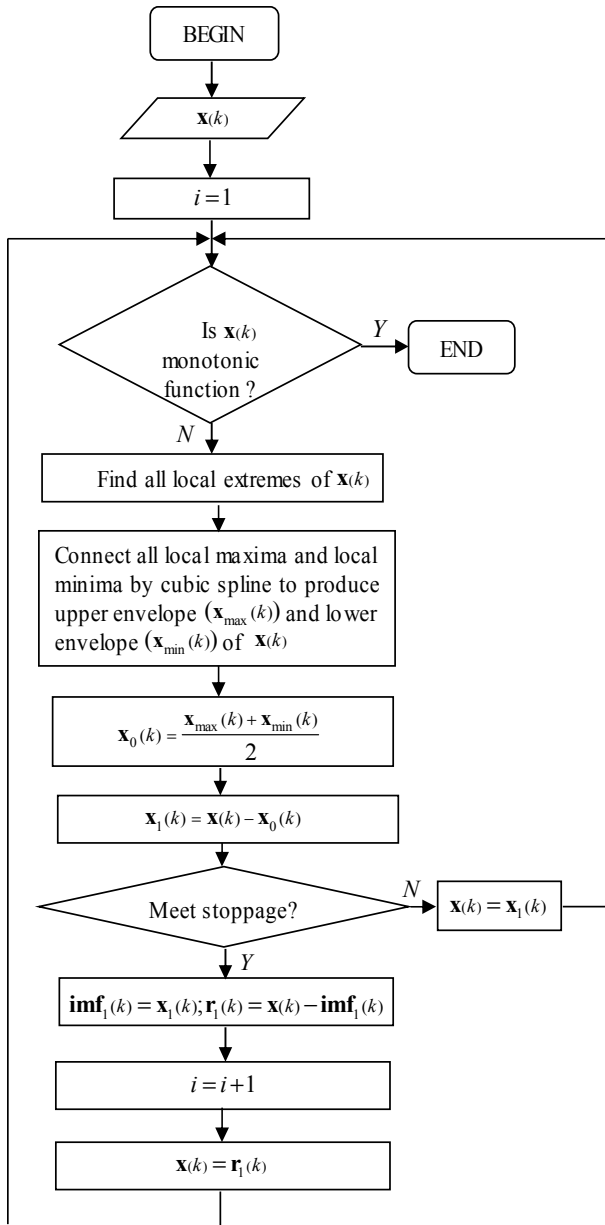 BEGIN
x(k)
i = 1
Is x(k)
monotonic
function ?
Y
END
N
Find all local extremes of x(k)
Connect all local maxima and local
minima by cubic spline to produce
upper envelope (x_max(k)) and lower
envelope (x_min(k)) of x(k)
x_0(k) = (x_max(k) + x_min(k)) / 2
x_1(k) = x(k) − x_0(k)
Meet stoppage?
N
x(k) = x_1(k)
Y
imf_1(k) = x_1(k); r_1(k) = x(k) − imf_1(k)
i = i + 1
x(k) = r_1(k)